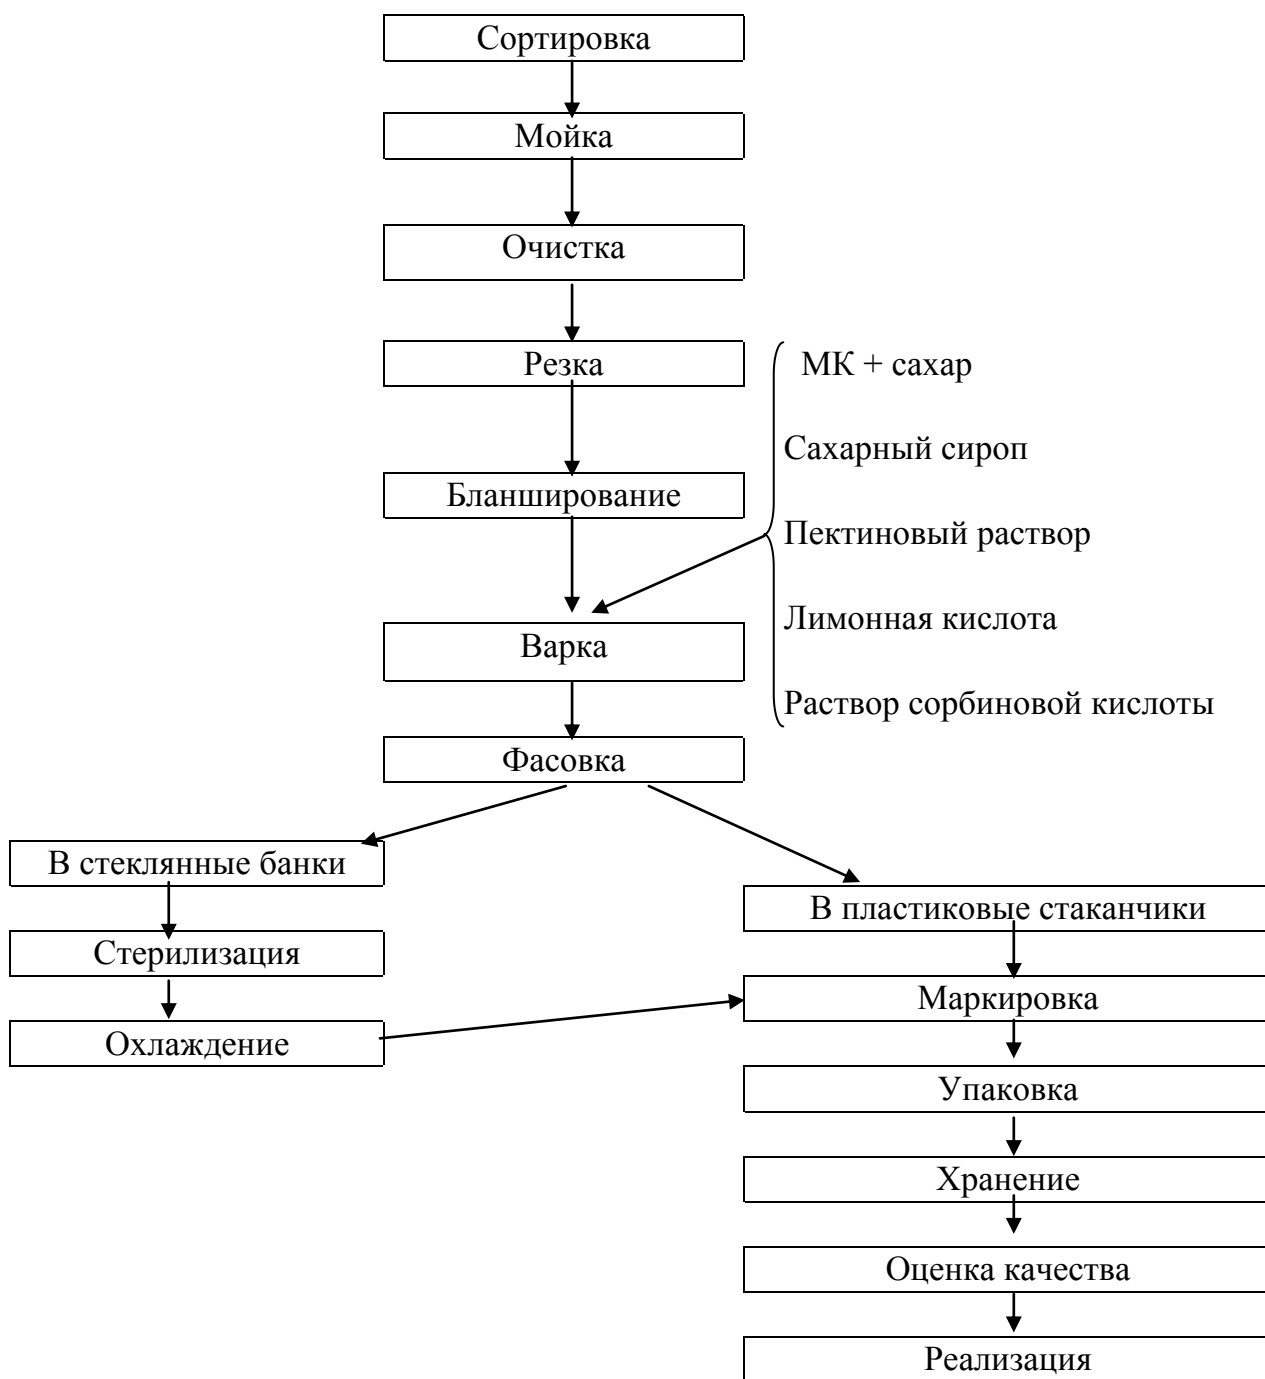 Сортировка
Мойка
Очистка
Резка
МК + сахар
Сахарный сироп
Бланширование
Пектиновый раствор
Лимонная кислота
Варка
Раствор сорбиновой кислоты
Фасовка
В стеклянные банки
В пластиковые стаканчики
Стерилизация
Маркировка
Охлаждение
Упаковка
Хранение
Оценка качества
Реализация